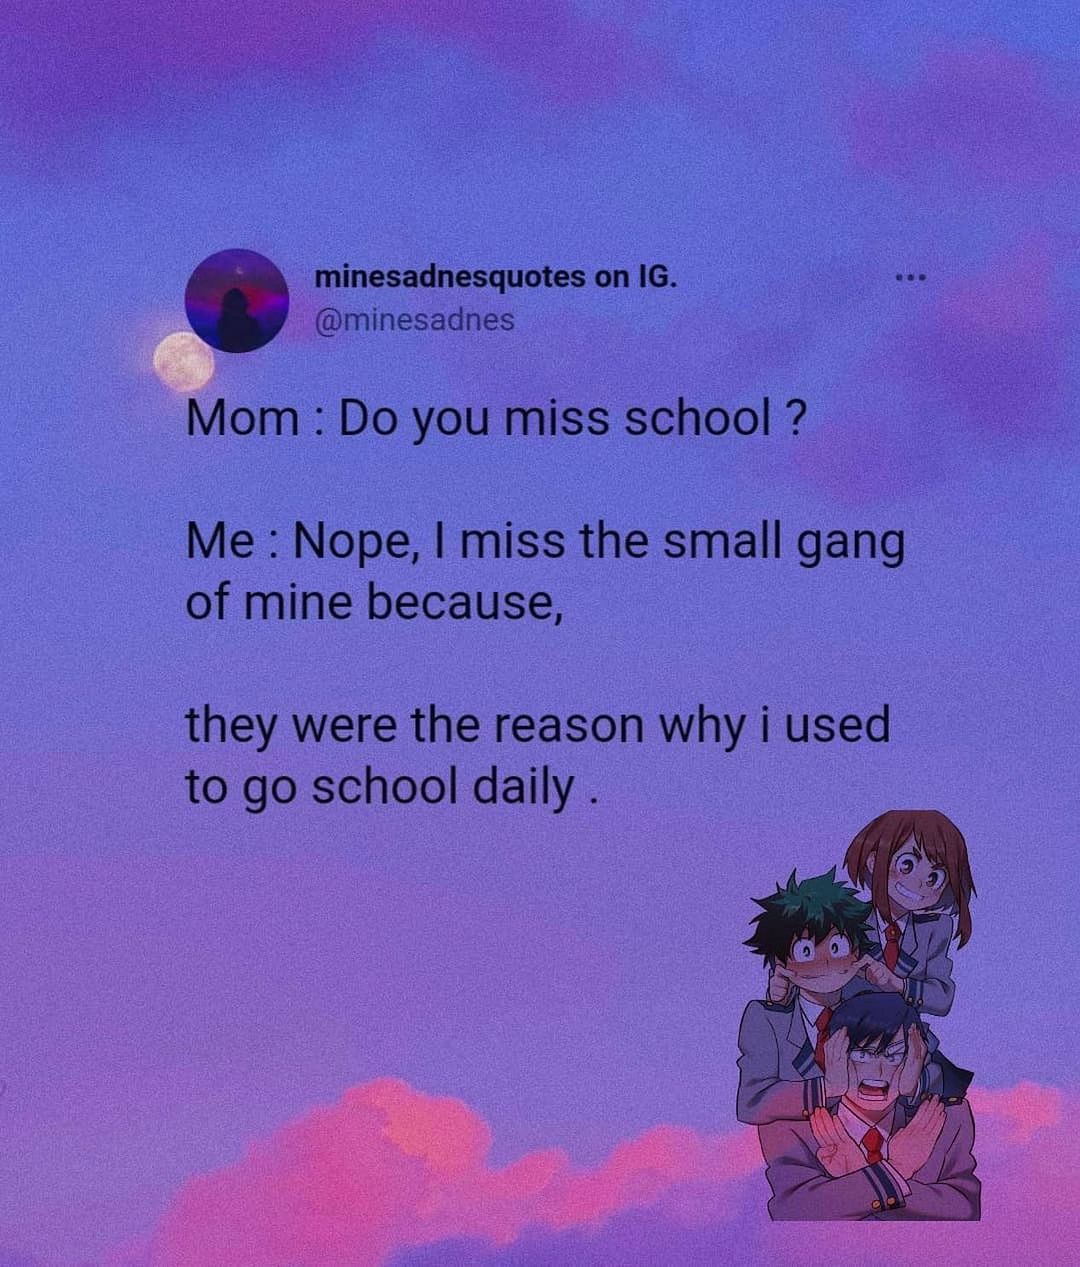 minesadnesquotes on IG.
@minesadnes
Mom : Do you miss school ?
Me : Nope, I miss the small gang
of mine because,
they were the reason why i used
to go school daily .